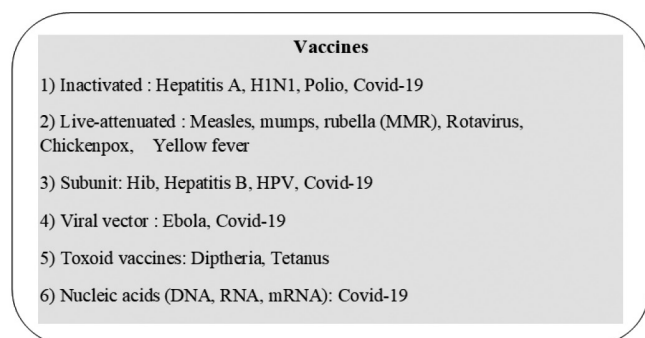 Vaccines
1) Inactivated : Hepatitis A, H1N1, Polio, Covid-19
2) Live-attenuated : Measles, mumps, rubella (MMR), Rotavirus,
Chickenpox, Yellow fever
3) Subunit: Hib, Hepatitis B, HPV, Covid-19
4) Viral vector : Ebola, Covid-19
5) Toxoid vaccines: Diptheria, Tetanus
6) Nucleic acids (DNA, RNA, mRNA): Covid-19